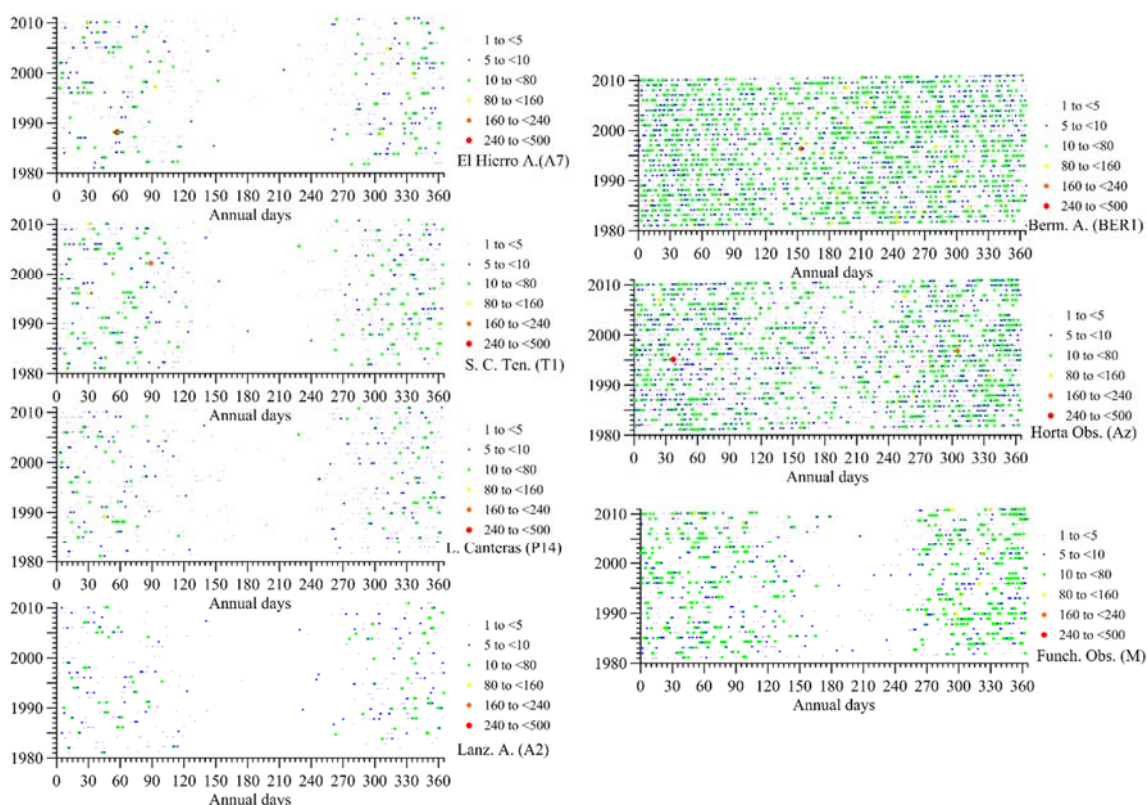 2010
2000
1990
1980
1 to <5
5 to <10
10 to <80
80 to <160
160 to <240
240 to <500
El Hierro A.(A7)
0 30 60 90 120 150 180 210 240 270 300 330 360
Annual days
2010
2000
1990
1980
1 to <5
5 to <10
10 to <80
80 to <160
160 to <240
240 to <500
S. C. Ten. (T1)
0 30 60 90 120 150 180 210 240 270 300 330 360
Annual days
2010
2000
1990
1980
1 to <5
5 to <10
10 to <80
80 to <160
160 to <240
240 to <500
L. Canteras (P14)
0 30 60 90 120 150 180 210 240 270 300 330 360
Annual days
2010
2000
1990
1980
1 to <5
5 to <10
10 to <80
80 to <160
160 to <240
240 to <500
Lanz. A. (A2)
0 30 60 90 120 150 180 210 240 270 300 330 360
Annual days
2010
2000
1990
1980
1 to <5
5 to <10
10 to <80
80 to <160
160 to <240
240 to <500
Berm. A. (BER1)
0 30 60 90 120 150 180 210 240 270 300 330 360
Annual days
2010
2000
1990
1980
1 to <5
5 to <10
10 to <80
80 to <160
160 to <240
240 to <500
Horta Obs. (Az)
0 30 60 90 120 150 180 210 240 270 300 330 360
Annual days
2010
2000
1990
1980
1 to <5
5 to <10
10 to <80
80 to <160
160 to <240
240 to <500
Funch. Obs. (M)
0 30 60 90 120 150 180 210 240 270 300 330 360
Annual days